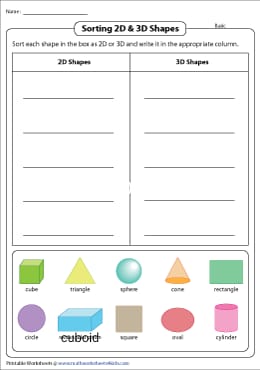 Name:
Sorting 2D & 3D Shapes
Basic
Sort each shape in the box as 2D or 3D and write it in the appropriate column.
2D Shapes
3D Shapes
cube
triangle
sphere
cone
rectangle
circle
cuboid
square
oval
cylinder
Printable Worksheets @ www.mathworksheets4kids.com